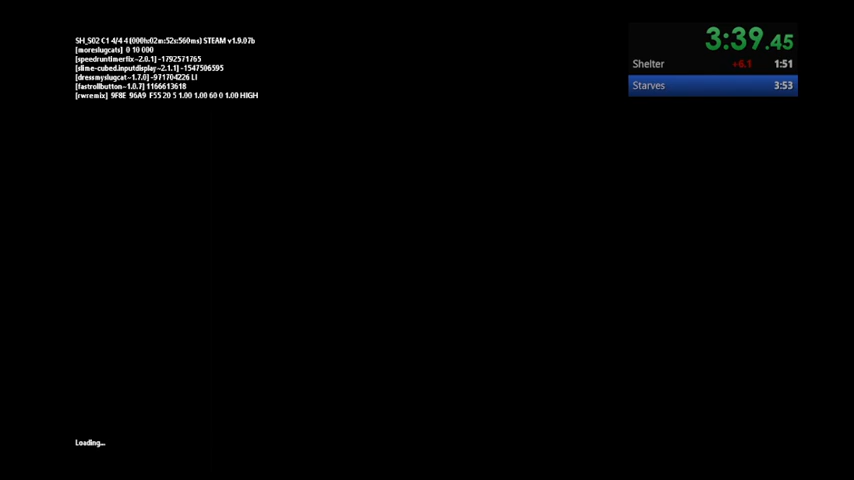 SH_S02 C1 4/4 4 (000h:02m:52s:560ms) STEAM v1.9.07b
[moreslugcats] 0 10 000
[speedruntimerfix~2.0.1] -1792571765
[slime-cubed.inputdisplay~2.1.1] -1547506595
[dressmyslugcat~1.7.0] -971704226 LI
[fastrollbutton~1.0.7] 1166613618
[rwremix] 9F8E 96A9 F55 20 5 1.00 1.00 60 0 1.00 HIGH
3:39.45
Shelter +6.1 1:51
Starves 3:53
Loading...